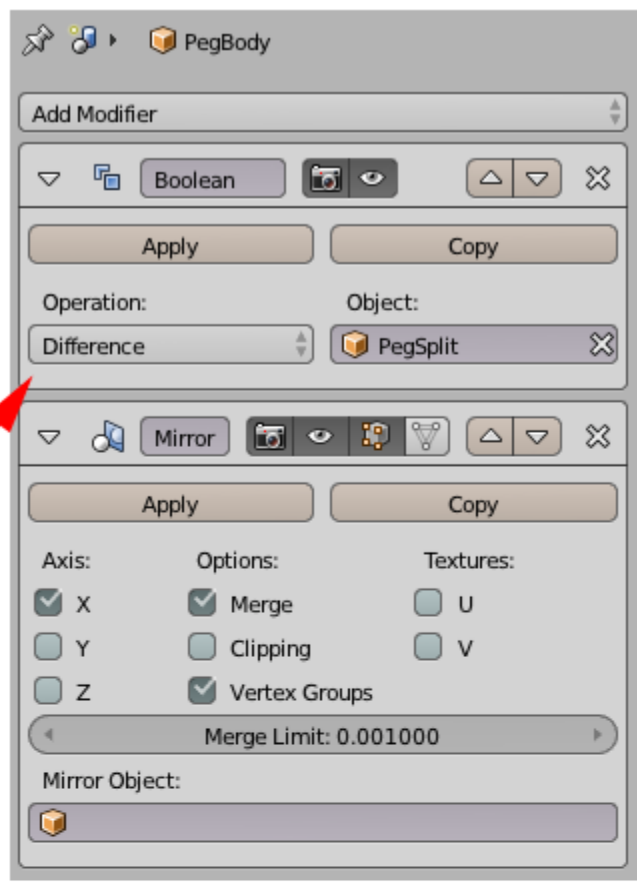 PegBody
Add Modifier
Boolean
Apply Copy
Operation: Object:
Difference PegSplit
Mirror
Apply Copy
Axis: Options: Textures:
X Merge U
Y Clipping V
Z Vertex Groups
Merge Limit: 0.001000
Mirror Object: